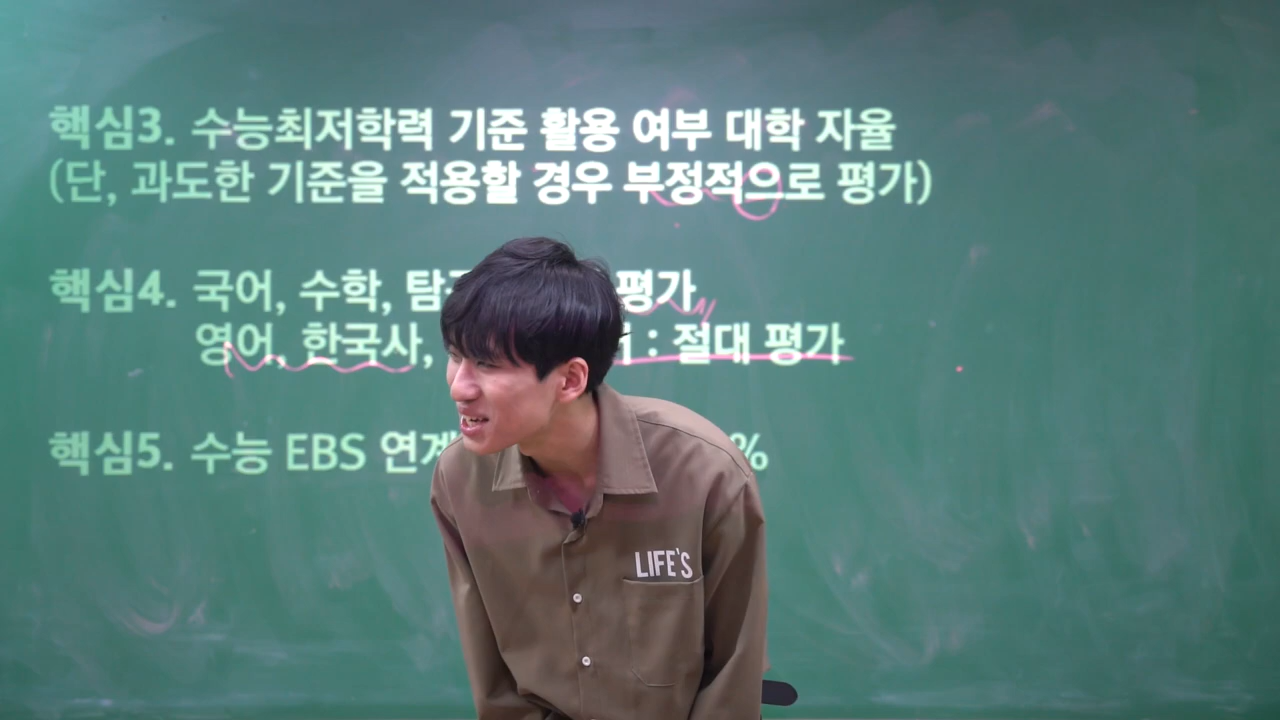 핵심3. 수능최저학력 기준 활용 여부 대학 자율
(단, 과도한 기준을 적용할 경우 부정적으로 평가)
핵심4. 국어, 수학, 평가
영어, 한국사, : 절대 평가
핵심5. 수능 EBS %
LIFE'S